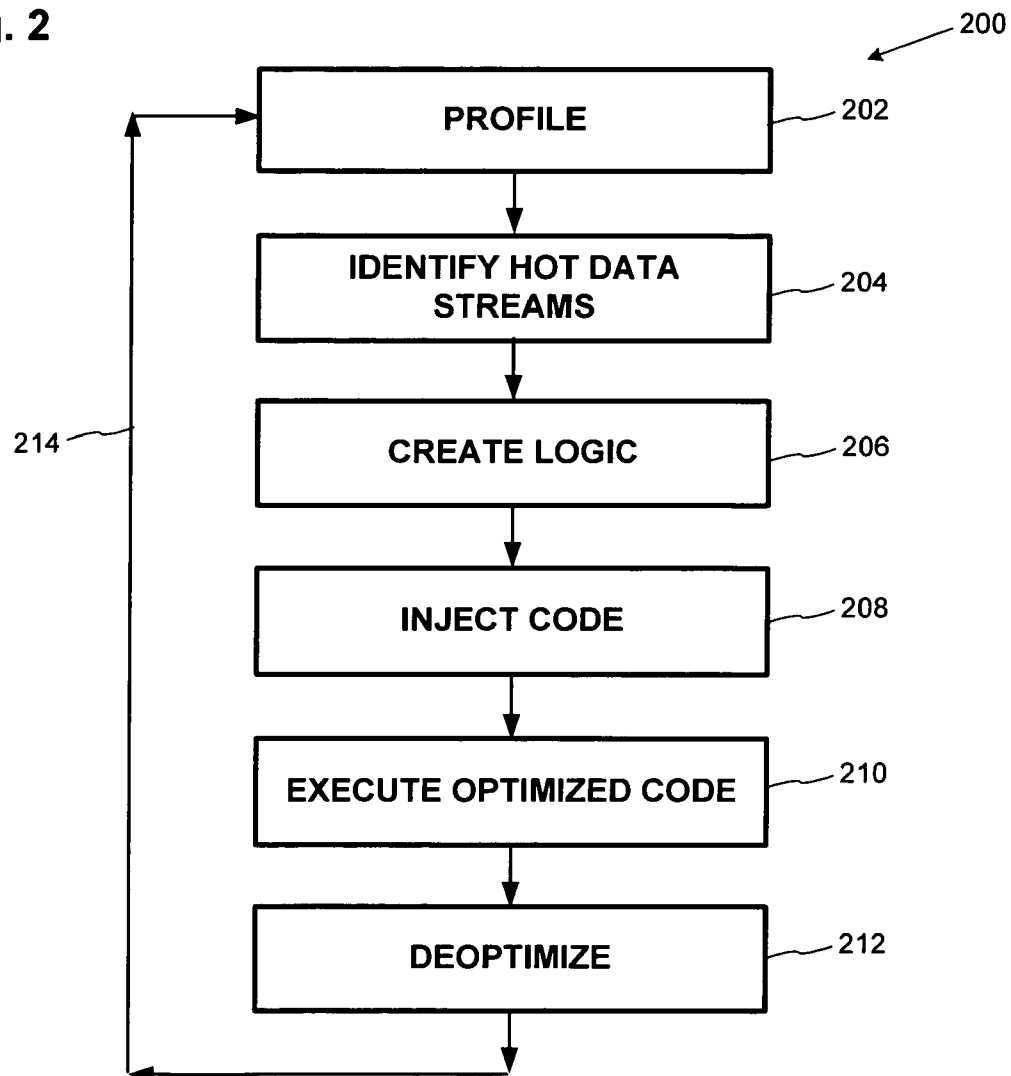 . 2
200
PROFILE
202
IDENTIFY HOT DATA
STREAMS
204
214
CREATE LOGIC
206
INJECT CODE
208
EXECUTE OPTIMIZED CODE
210
DEOPTIMIZE
212